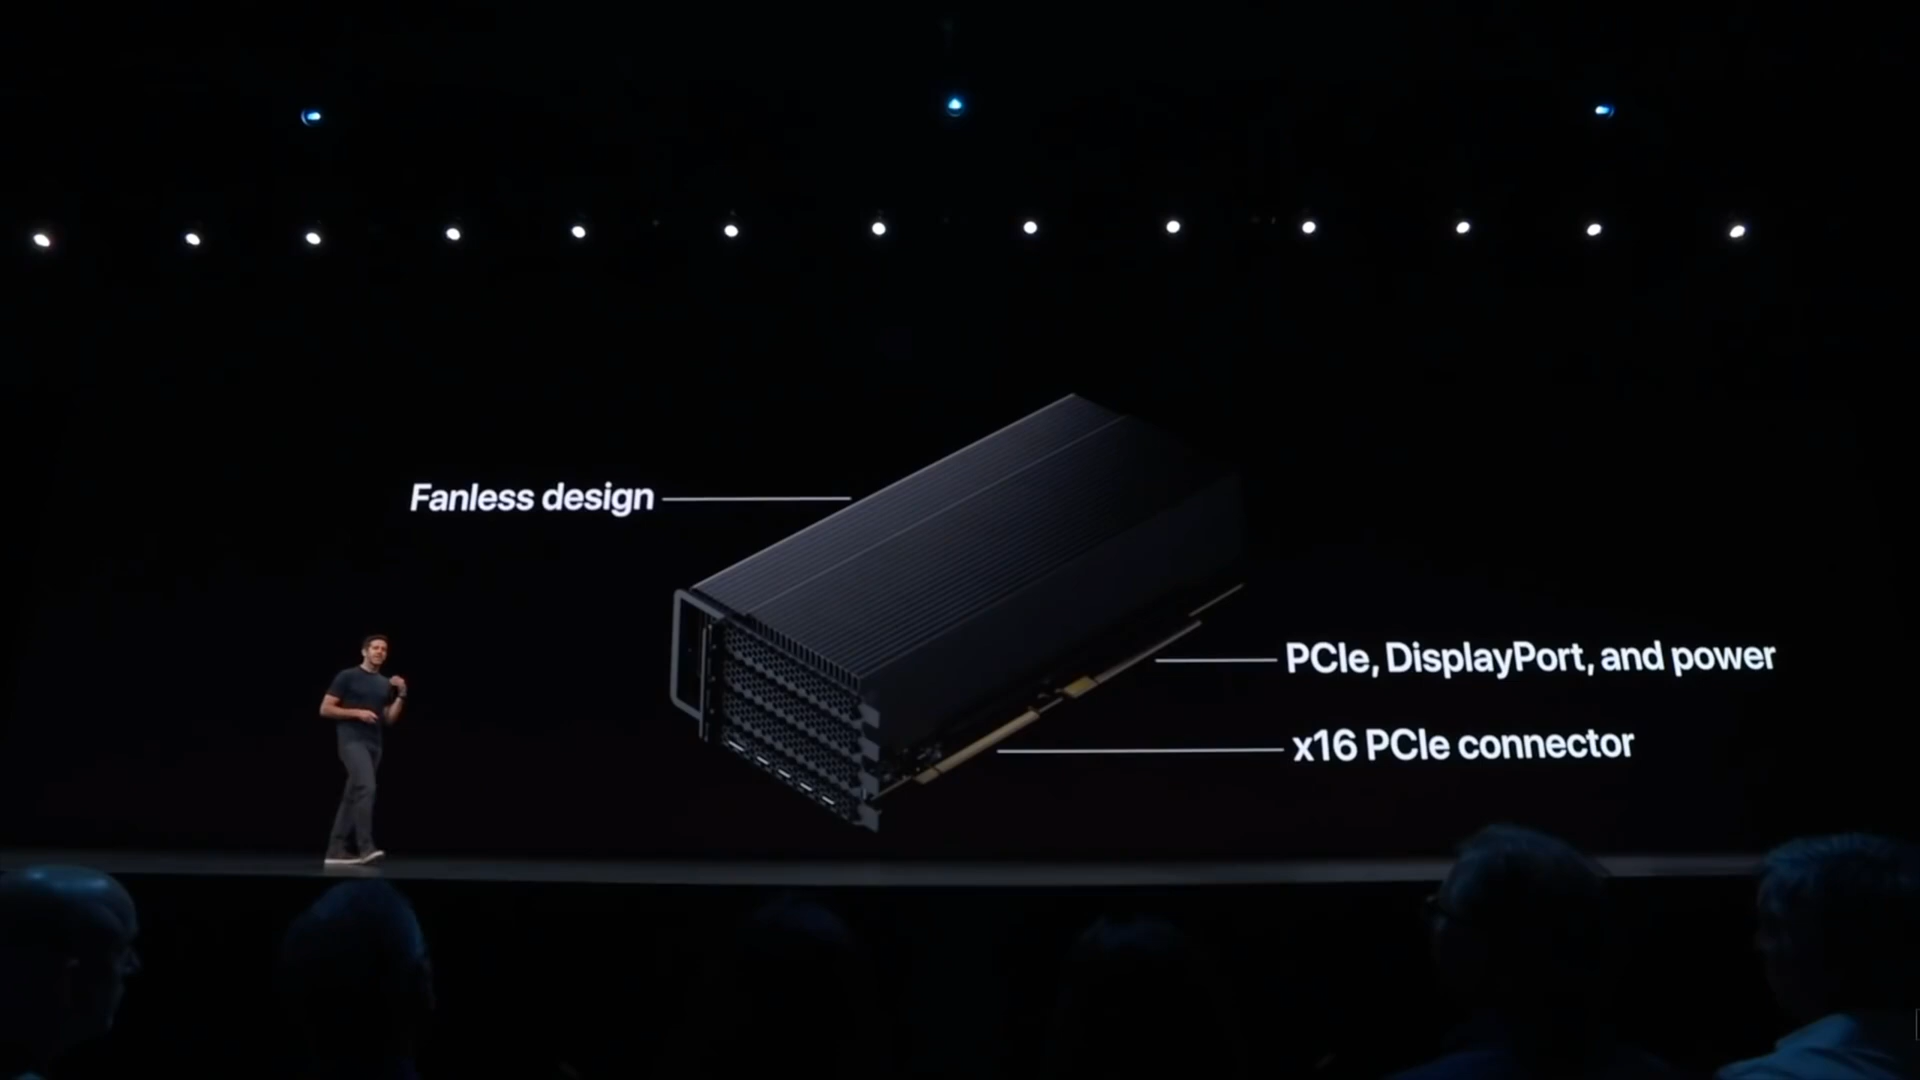 Fanless design
PCIe, DisplayPort, and power
x16 PCIe connector